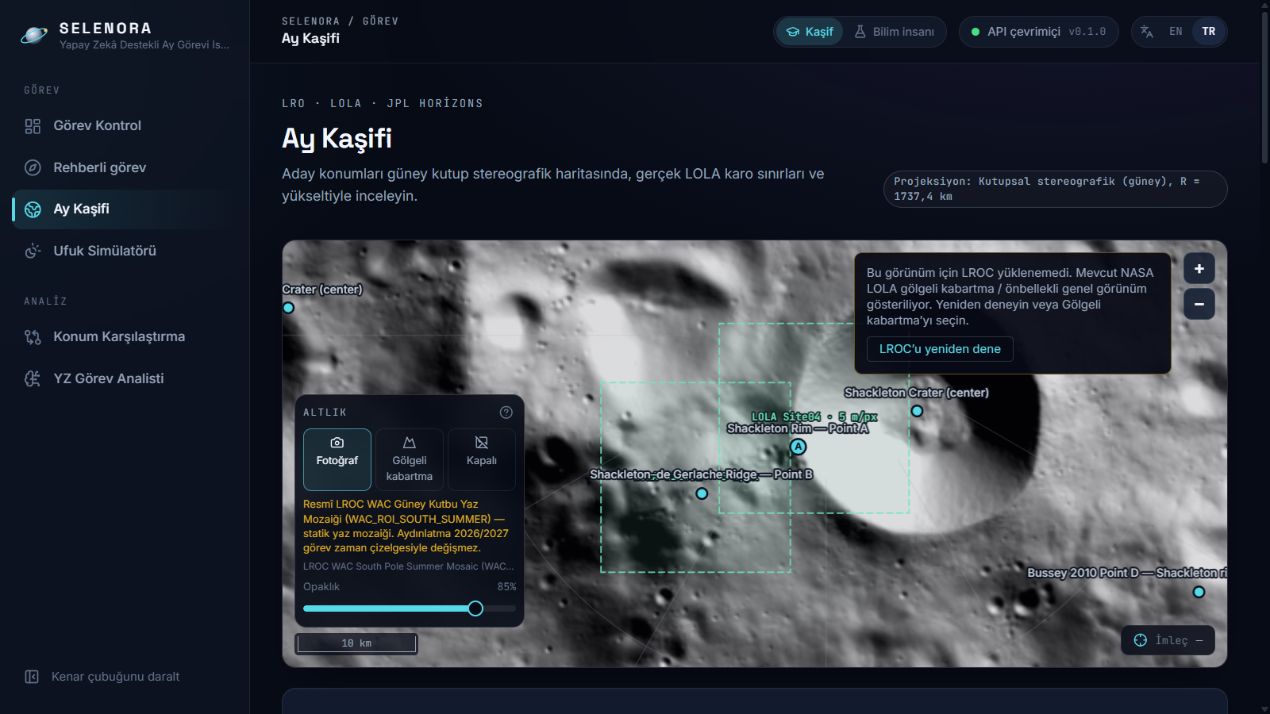 SELENORA
Yapay Zekâ Destekli Ay Görevi İs...
GÖREV
Görev Kontrol
Rehberli görev
Ay Kaşifi
Ufuk Simülatörü
ANALİZ
Konum Karşılaştırma
YZ Görev Analisti
Kenar çubuğunu daralt
SELENORA / GÖREV
Ay Kaşifi
Kaşif
Bilim İnsanı
API çevrimiçi v0.1.0
EN
TR
LRO · LOLA · JPL HORİZONS
Ay Kaşifi
Aday konumları güney kutup stereografik haritasında, gerçek LOLA karo sınırları ve
yükseltiyle inceleyin.
Projeksiyon: Kutupsal stereografik (güney), R =
1737,4 km
Bu görünüm için LROC yüklenemedi. Mevcut NASA
LOLA gölgeli kabartma / önbellekli genel görünüm
gösteriliyor. Yeniden deneyin veya Gölgeli
kabartma'yı seçin.
LROC'u yeniden dene
+
−
Crater (center)
Shackleton Crater (center)
LOLA Site04 · 5 m/px
Shackleton Rim — Point A
A
Shackleton–de Gerlache Ridge — Point B
Bussey 2010 Point D — Shackleton ri
ALTLIK
Fotoğraf
Gölgeli
kabartma
Kapalı
Resmî LROC WAC Güney Kutbu Yaz
Mozaiği (WAC_ROI_SOUTH_SUMMER) —
statik yaz mozaiği. Aydınlatma 2026/2027
görev zaman çizelgesiyle değişmez.
LROC WAC South Pole Summer Mosaic (WAC...
Opaklık 85%
10 km
İmleç —